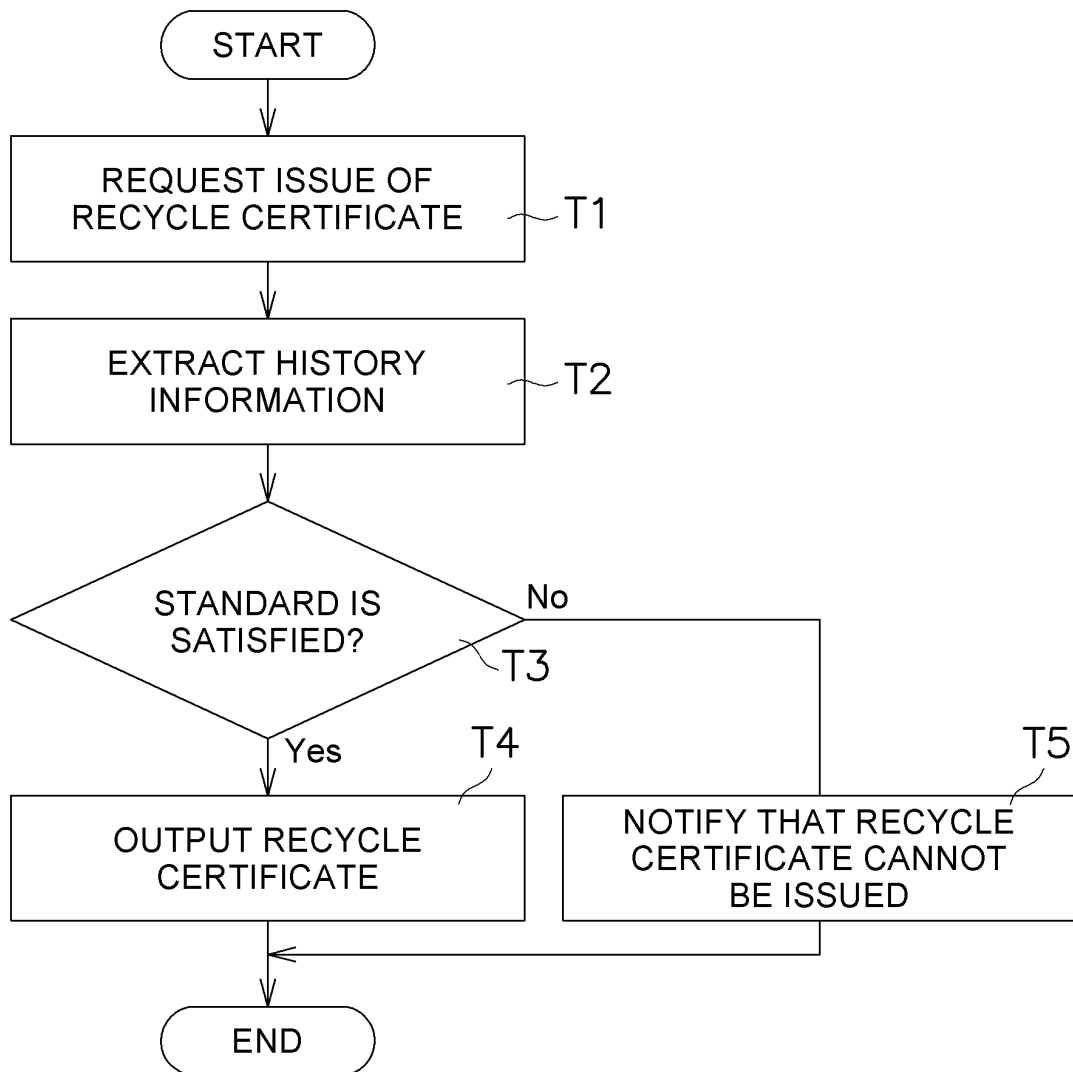 START
REQUEST ISSUE OF
RECYCLE CERTIFICATE
T1
EXTRACT HISTORY
INFORMATION
T2
STANDARD IS
SATISFIED?
No
T3
Yes
T4
OUTPUT RECYCLE
CERTIFICATE
T5
NOTIFY THAT RECYCLE
CERTIFICATE CANNOT
BE ISSUED
END